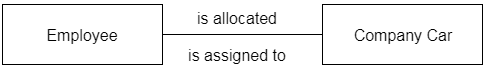 is allocated
Employee
Company Car
is assigned to